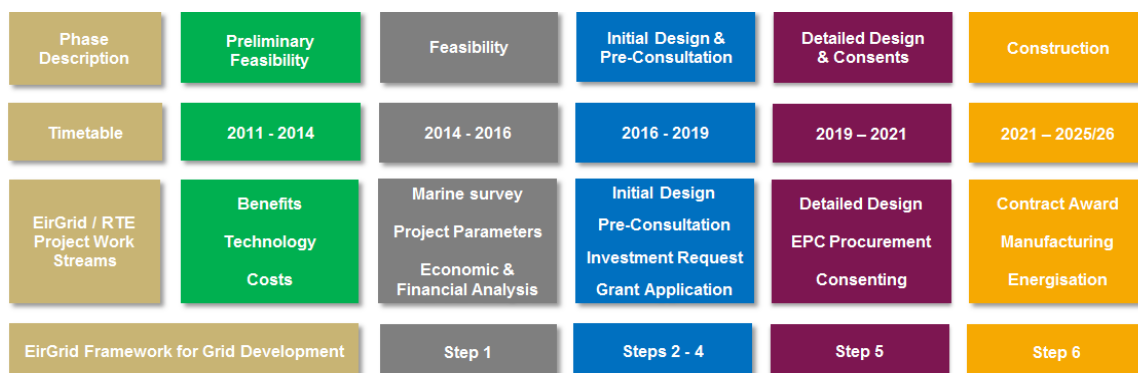 Phase
Description
Preliminary
Feasibility
Feasibility
Initial Design &
Pre-Consultation
Detailed Design
& Consents
Construction
Timetable
2011 - 2014
2014 - 2016
2016 - 2019
2019 – 2021
2021 – 2025/26
EirGrid / RTE
Project Work
Streams
Benefits
Technology
Costs
Marine survey
Project Parameters
Economic &
Financial Analysis
Initial Design
Pre-Consultation
Investment Request
Grant Application
Detailed Design
EPC Procurement
Consenting
Contract Award
Manufacturing
Energisation
EirGrid Framework for Grid Development
Step 1
Steps 2 - 4
Step 5
Step 6